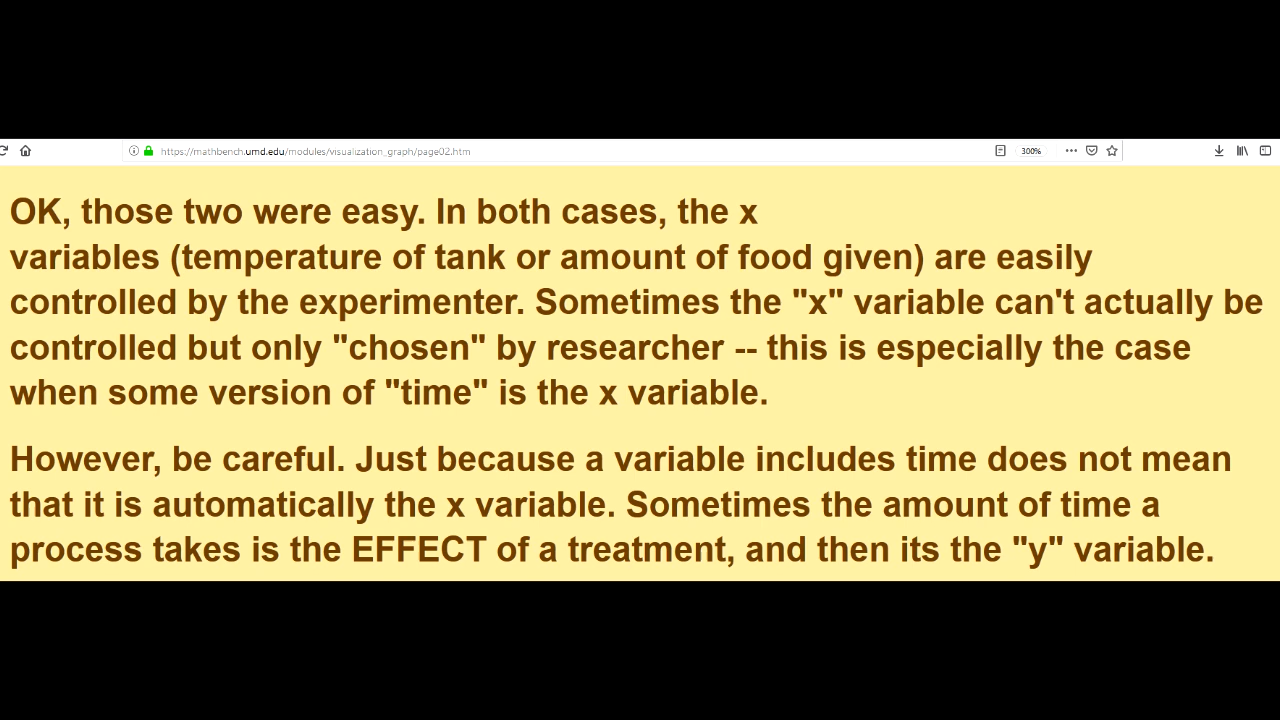 https://mathbench.umd.edu/modules/visualization_graph/page02.htm
300%
OK, those two were easy. In both cases, the x
variables (temperature of tank or amount of food given) are easily
controlled by the experimenter. Sometimes the "x" variable can't actually be
controlled but only "chosen" by researcher -- this is especially the case
when some version of "time" is the x variable.
However, be careful. Just because a variable includes time does not mean
that it is automatically the x variable. Sometimes the amount of time a
process takes is the EFFECT of a treatment, and then its the "y" variable.